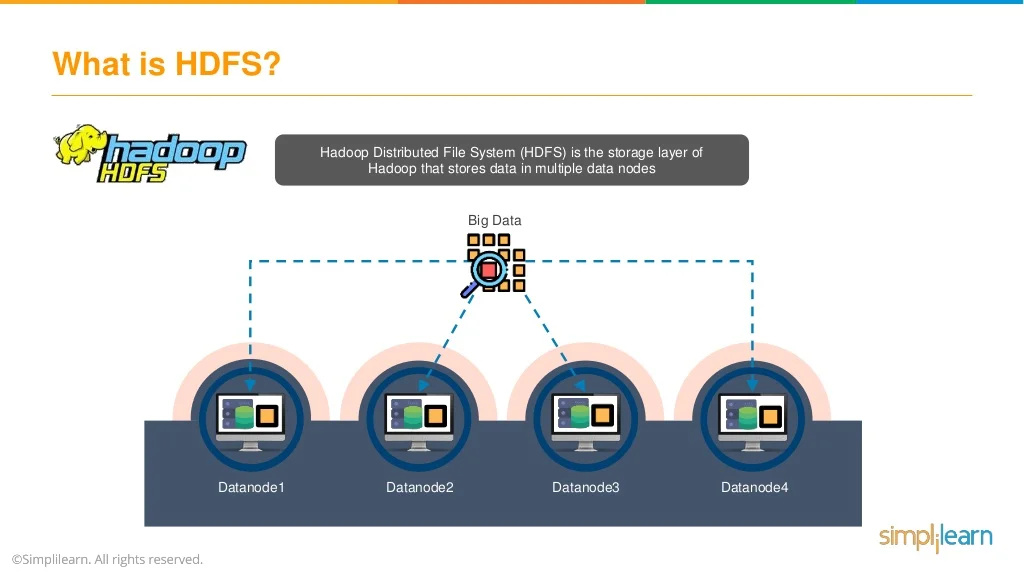 What is HDFS?
hadoop
HDFS
Hadoop Distributed File System (HDFS) is the storage layer of
Hadoop that stores data in multiple data nodes
Big Data
Datanode1
Datanode2
Datanode3
Datanode4
simplilearn
©Simplilearn. All rights reserved.